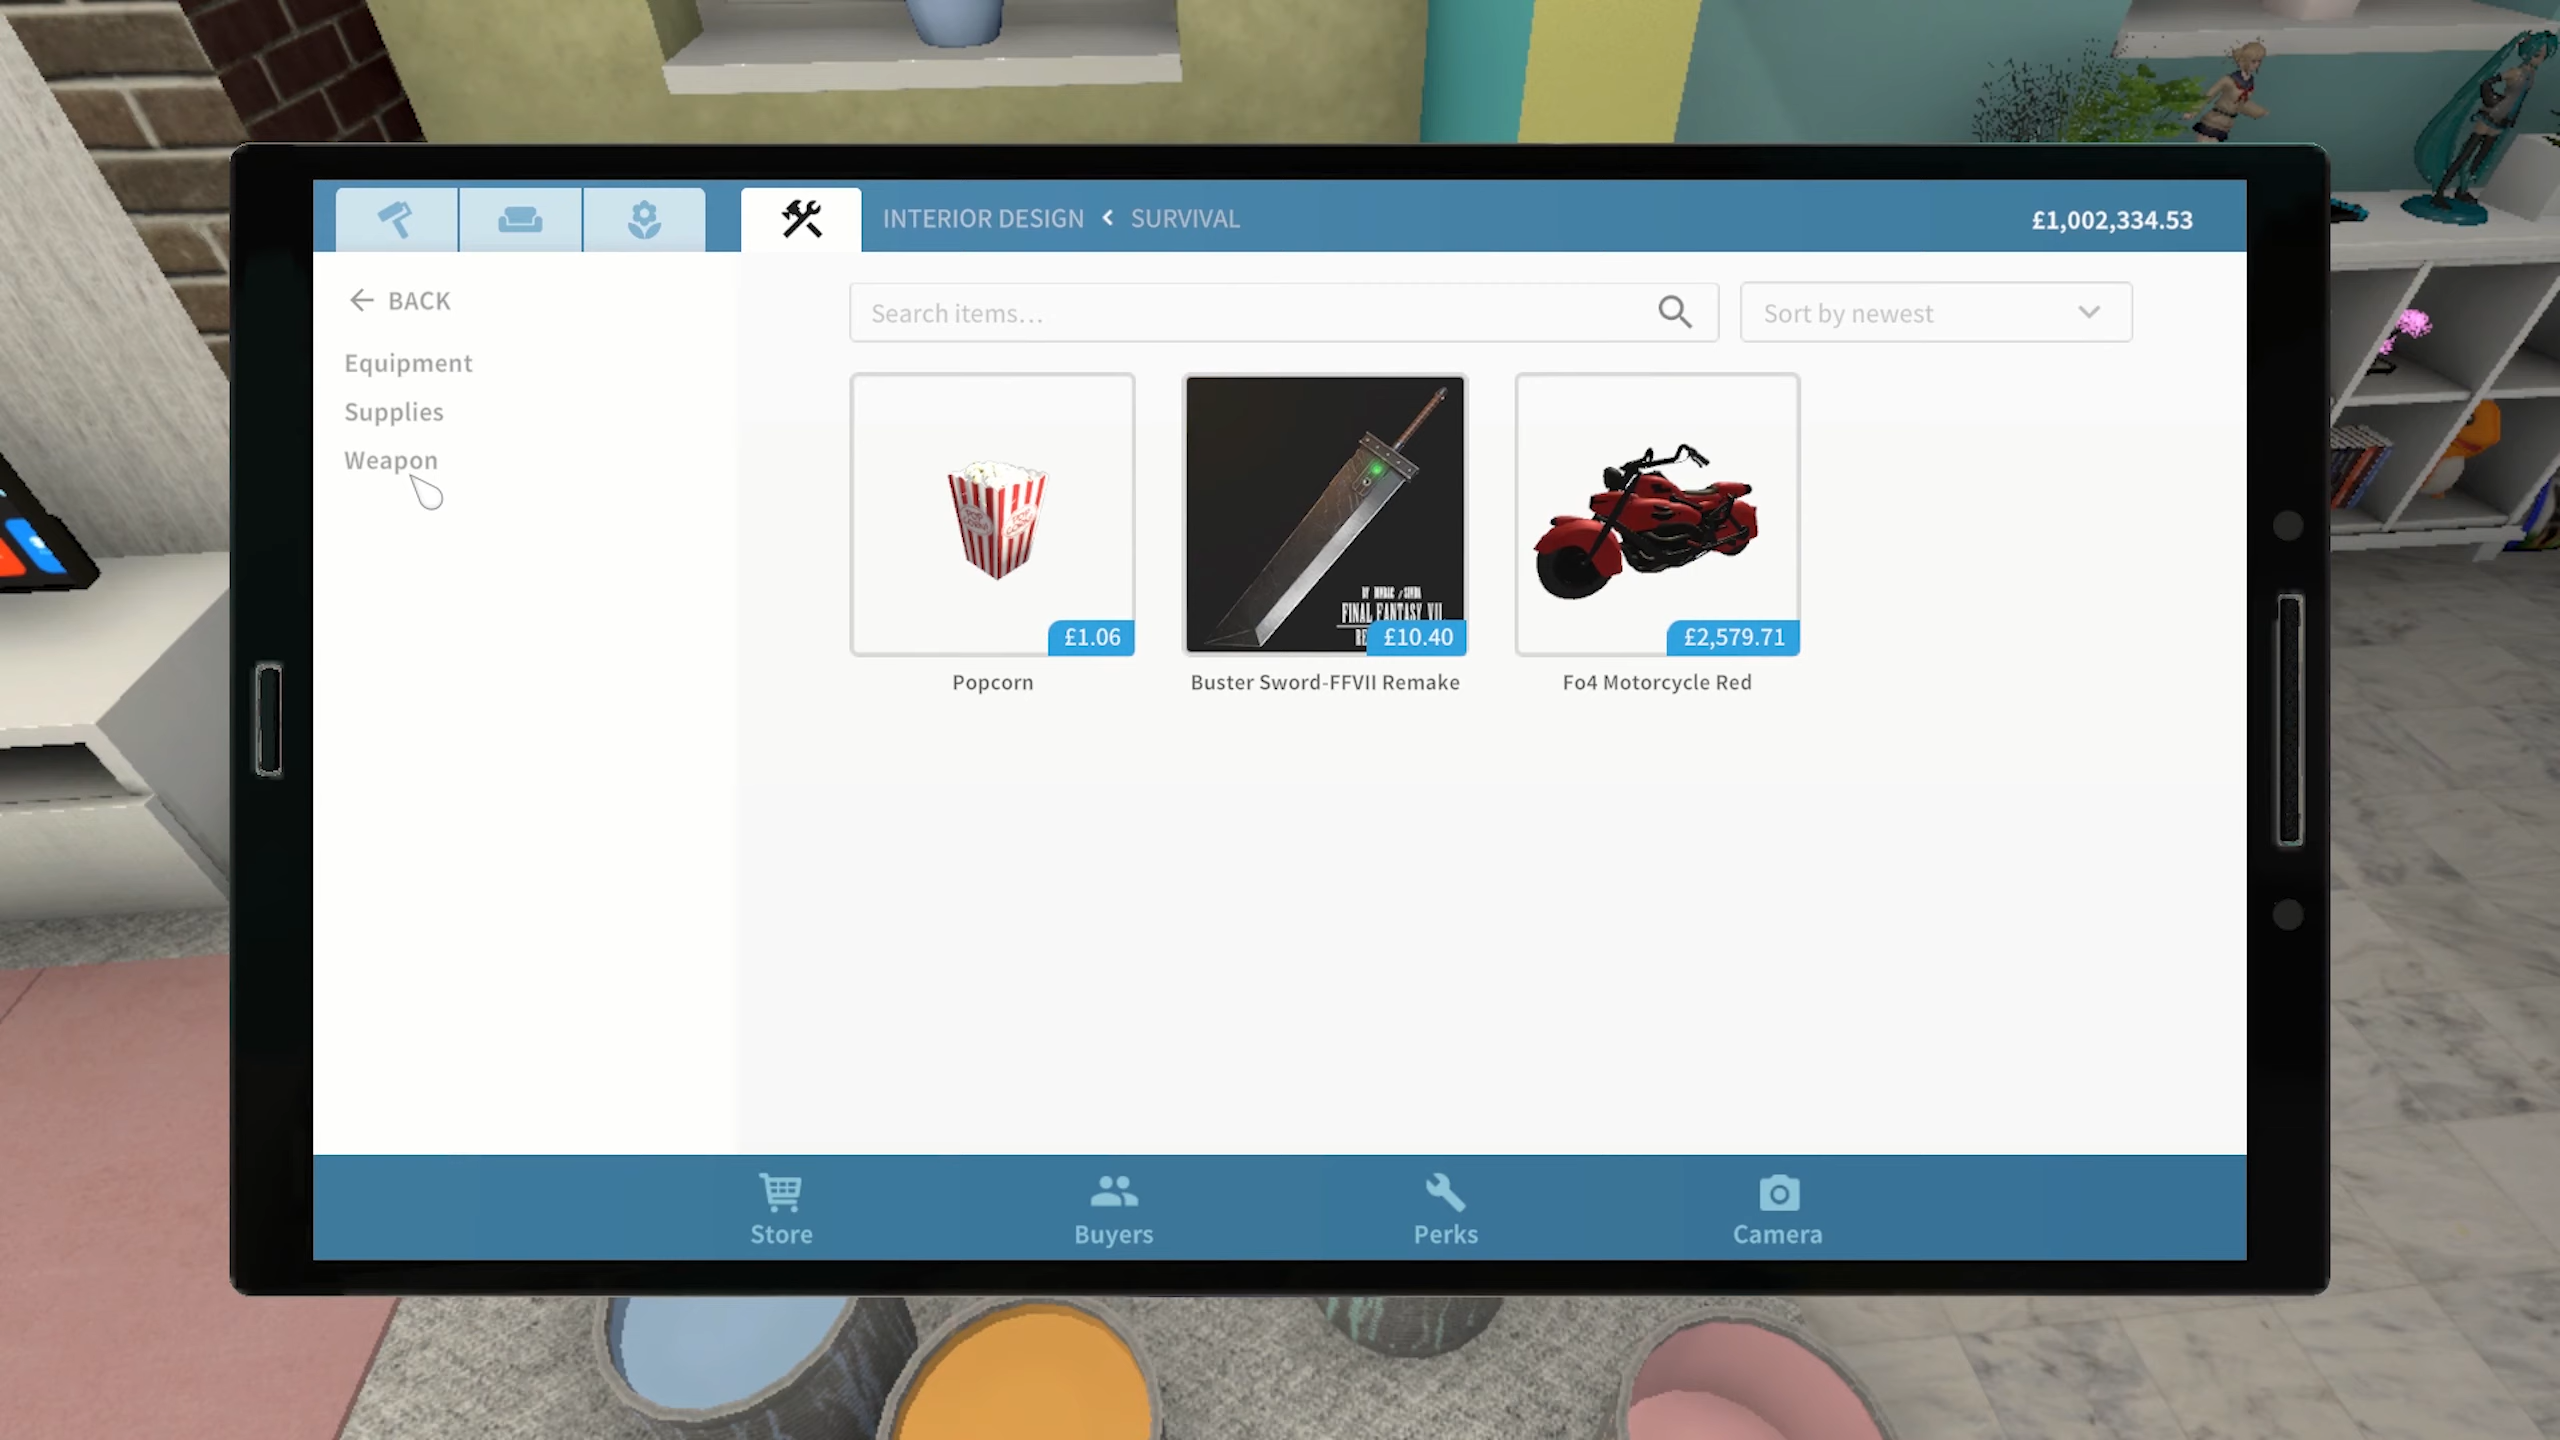 INTERIOR DESIGN < SURVIVAL
£1,002,334.53
BACK
Equipment
Supplies
Weapon
Search items...
Sort by newest
£1.06
FINAL FANTASY VII
£10.40
£2,579.71
Popcorn
Buster Sword-FFVII Remake
Fo4 Motorcycle Red
Store
Buyers
Perks
Camera